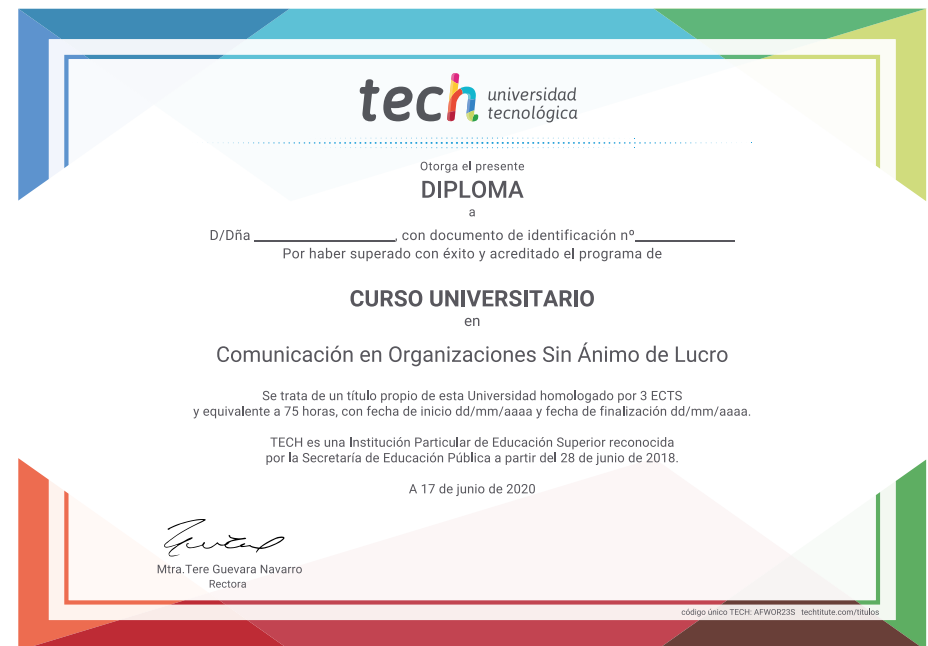 tech universidad
tecnológica
Otorga el presente
DIPLOMA
a
D/Dña ____________________, con documento de identificación nº______________
Por haber superado con éxito y acreditado el programa de
CURSO UNIVERSITARIO
en
Comunicación en Organizaciones Sin Ánimo de Lucro
Se trata de un título propio de esta Universidad homologado por 3 ECTS
y equivalente a 75 horas, con fecha de inicio dd/mm/aaaa y fecha de finalización dd/mm/aaaa.
TECH es una Institución Particular de Educación Superior reconocida
por la Secretaría de Educación Pública a partir del 28 de junio de 2018.
A 17 de junio de 2020
Mtra.Tere Guevara Navarro
Rectora
código único TECH: AFWOR23S techtitute.com/titulos